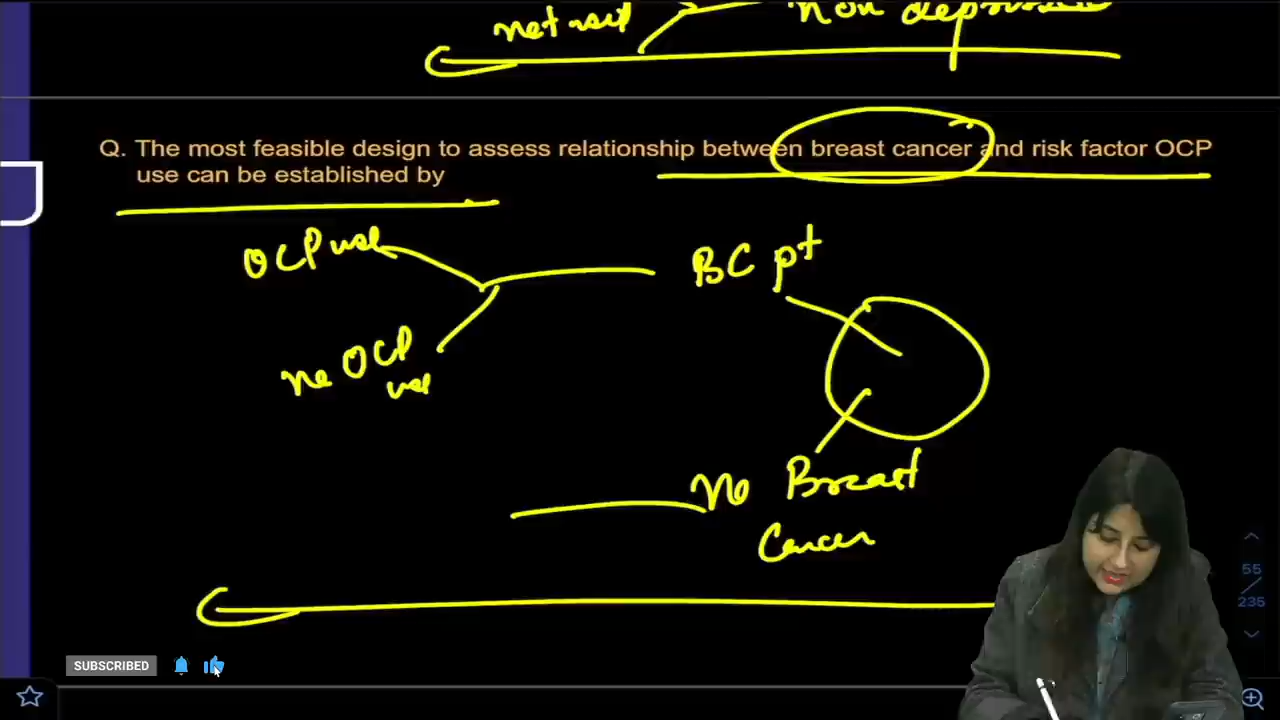 not use
non depressed
Q. The most feasible design to assess relationship between breast cancer and risk factor OCP
use can be established by
OCP use
BC pt
no OCP
use
No Breast
Cancer
55
235
SUBSCRIBED